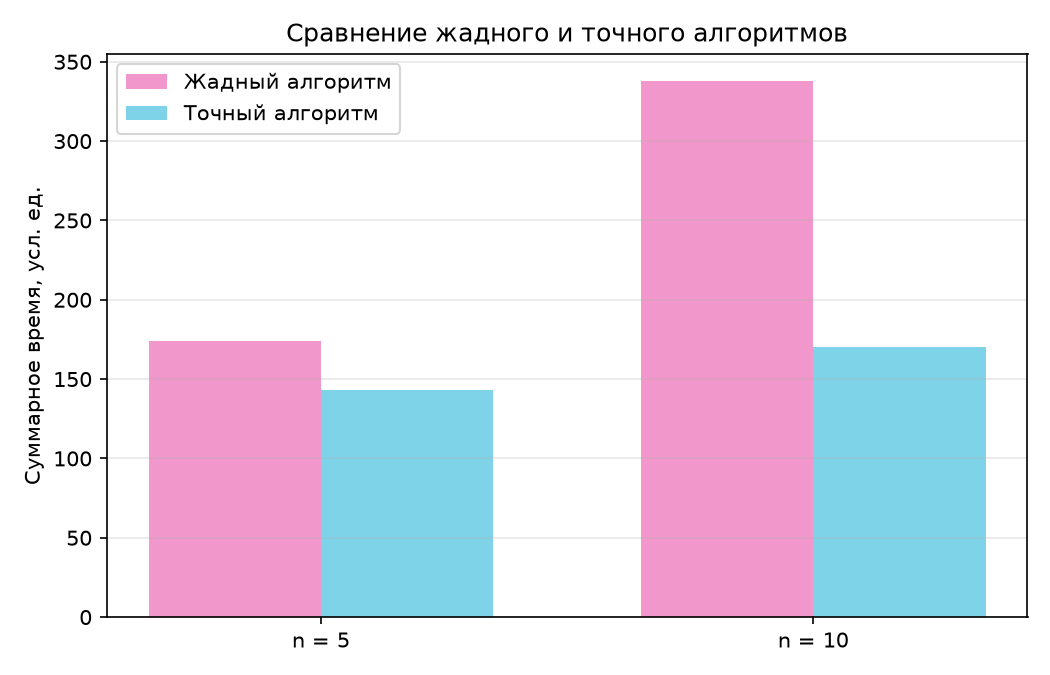 Сравнение жадного и точного алгоритмов
Жадный алгоритм
Точный алгоритм
Суммарное время, усл. ед.
350
300
250
200
150
100
50
0
n = 5
n = 10